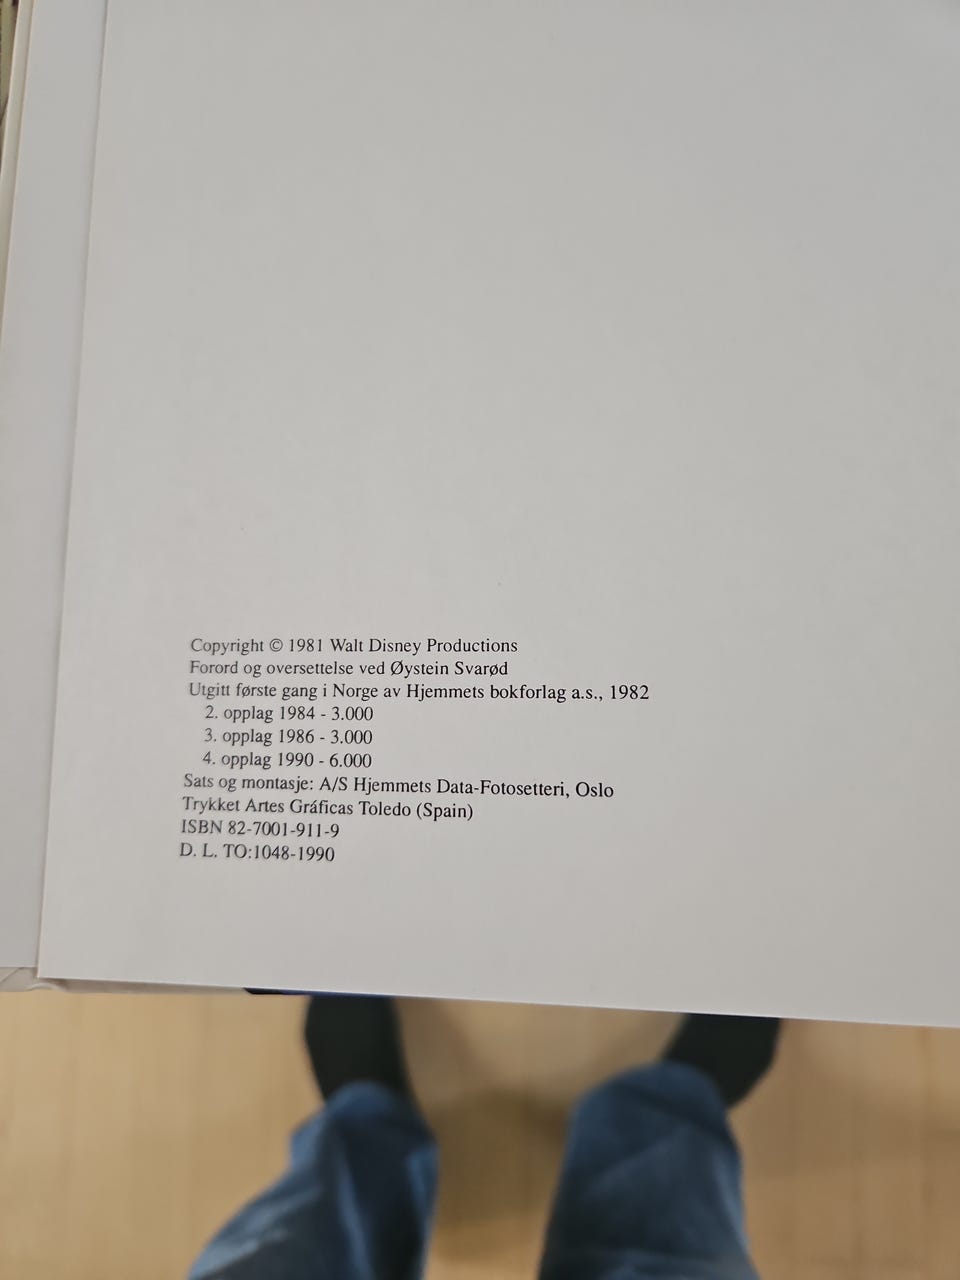 Copyright © 1981 Walt Disney Productions
Forord og oversettelse ved Øystein Svarød
Utgitt første gang i Norge av Hjemmets bokforlag a.s., 1982
2. opplag 1984 - 3.000
3. opplag 1986 - 3.000
4. opplag 1990 - 6.000
Sats og montasje: A/S Hjemmets Data-Fotosetteri, Oslo
Trykket Artes Gráficas Toledo (Spain)
ISBN 82-7001-911-9
D. L. TO:1048-1990